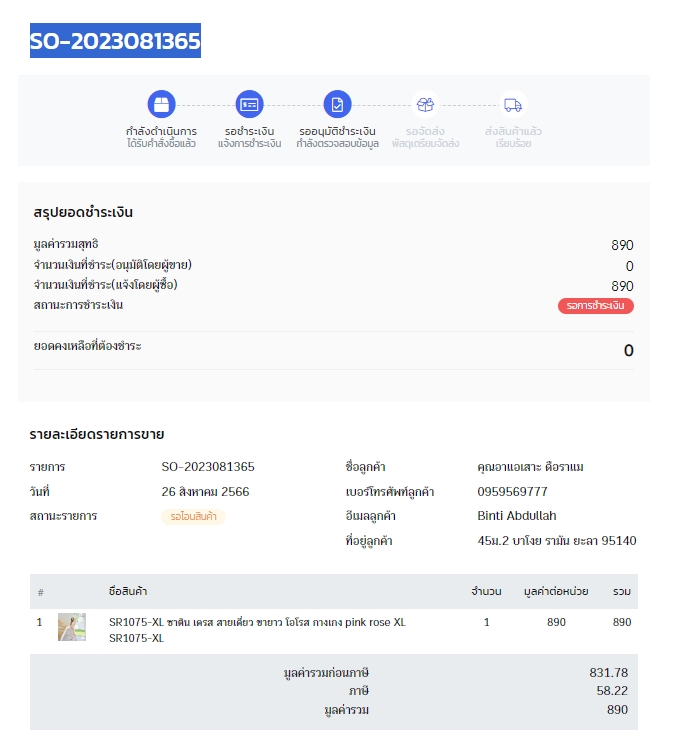 SO-2023081365
กำลังดำเนินการ
ได้รับคำสั่งซื้อแล้ว
รอชำระเงิน
แจ้งการชำระเงิน
รออนุมัติชำระเงิน
กำลังตรวจสอบข้อมูล
รอจัดส่ง
พัสดุเตรียมจัดส่ง
ส่งสินค้าแล้ว
เรียบร้อย
สรุปยอดชำระเงิน
มูลค่ารวมสุทธิ 890
จำนวนเงินที่ชำระ(อนุมัติโดยผู้ขาย) 0
จำนวนเงินที่ชำระ(แจ้งโดยผู้ซื้อ) 890
สถานะการชำระเงิน รอการชำระเงิน
ยอดคงเหลือที่ต้องชำระ 0
รายละเอียดรายการขาย
รายการ SO-2023081365 ชื่อลูกค้า คุณอาแอเสาะ ดือราแม
วันที่ 26 สิงหาคม 2566 เบอร์โทรศัพท์ลูกค้า 0959569777
สถานะรายการ รอโอนสินค้า อีเมลลูกค้า Binti Abdullah
ที่อยู่ลูกค้า 45ม.2 บาโงย รามัน ยะลา 95140
# ชื่อสินค้า จำนวน มูลค่าต่อหน่วย รวม
1 SR1075-XL ซาติน เดรส สายเดี่ยว ขายาว โอโรส กางเกง pink rose XL 1 890 890
SR1075-XL
มูลค่ารวมก่อนภาษี 831.78
ภาษี 58.22
มูลค่ารวม 890